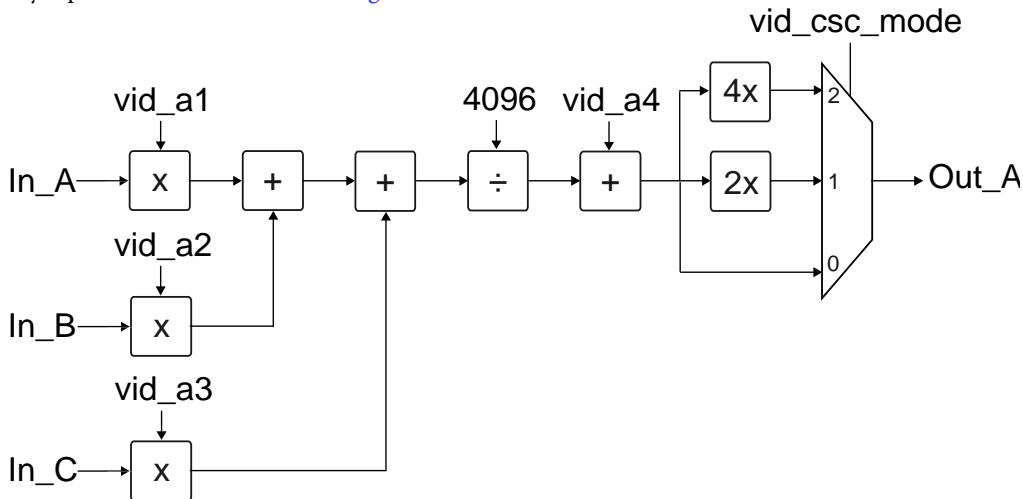 vid_csc_mode
vid_a1
4096
vid_a4
4x
2
In_A
x
+
+
÷
+
2x
1
Out_A
vid_a2
0
In_B
x
vid_a3
In_C
x